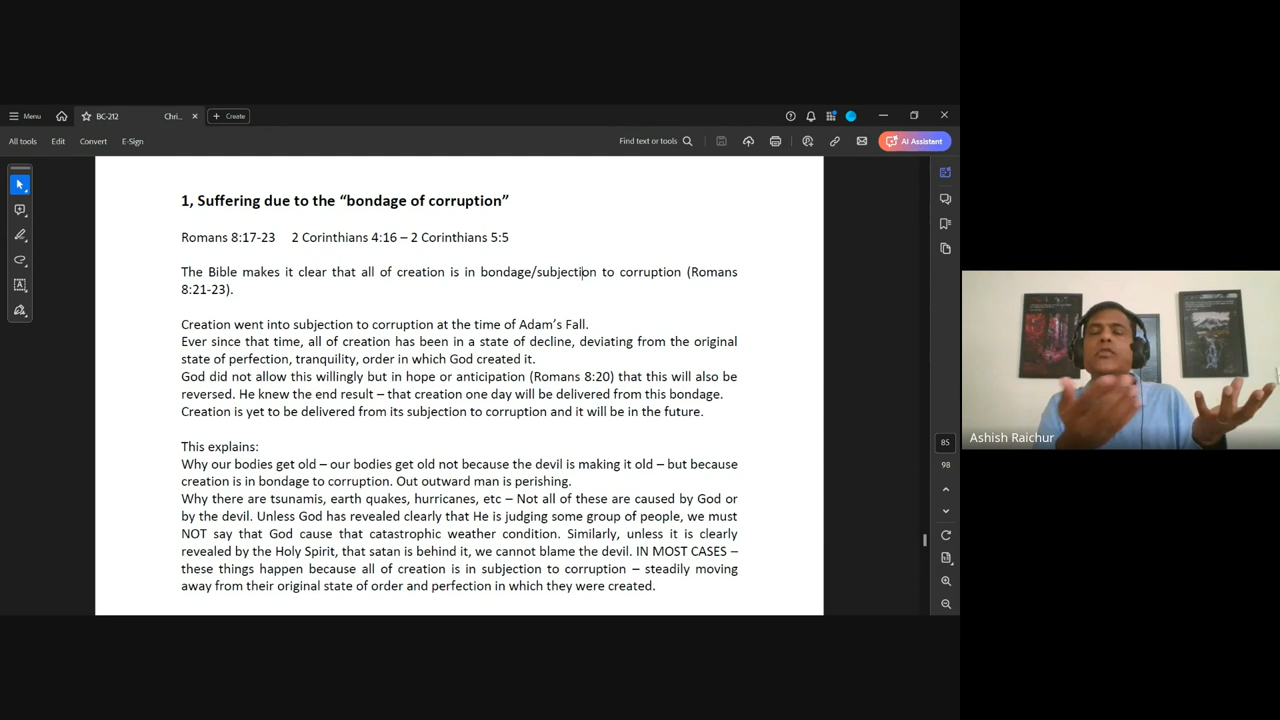 Menu
BC-212
Chri...
Create
All tools
Edit
Convert
E-Sign
Find text or tools
AI Assistant
1, Suffering due to the “bondage of corruption”
Romans 8:17-23 2 Corinthians 4:16 – 2 Corinthians 5:5
The Bible makes it clear that all of creation is in bondage/subjection to corruption (Romans
8:21-23).
Creation went into subjection to corruption at the time of Adam’s Fall.
Ever since that time, all of creation has been in a state of decline, deviating from the original
state of perfection, tranquility, order in which God created it.
God did not allow this willingly but in hope or anticipation (Romans 8:20) that this will also be
reversed. He knew the end result – that creation one day will be delivered from this bondage.
Creation is yet to be delivered from its subjection to corruption and it will be in the future.
This explains:
Why our bodies get old – our bodies get old not because the devil is making it old – but because
creation is in bondage to corruption. Out outward man is perishing.
Why there are tsunamis, earth quakes, hurricanes, etc – Not all of these are caused by God or
by the devil. Unless God has revealed clearly that He is judging some group of people, we must
NOT say that God cause that catastrophic weather condition. Similarly, unless it is clearly
revealed by the Holy Spirit, that satan is behind it, we cannot blame the devil. IN MOST CASES –
these things happen because all of creation is in subjection to corruption – steadily moving
away from their original state of order and perfection in which they were created.
85
98
Ashish Raichur